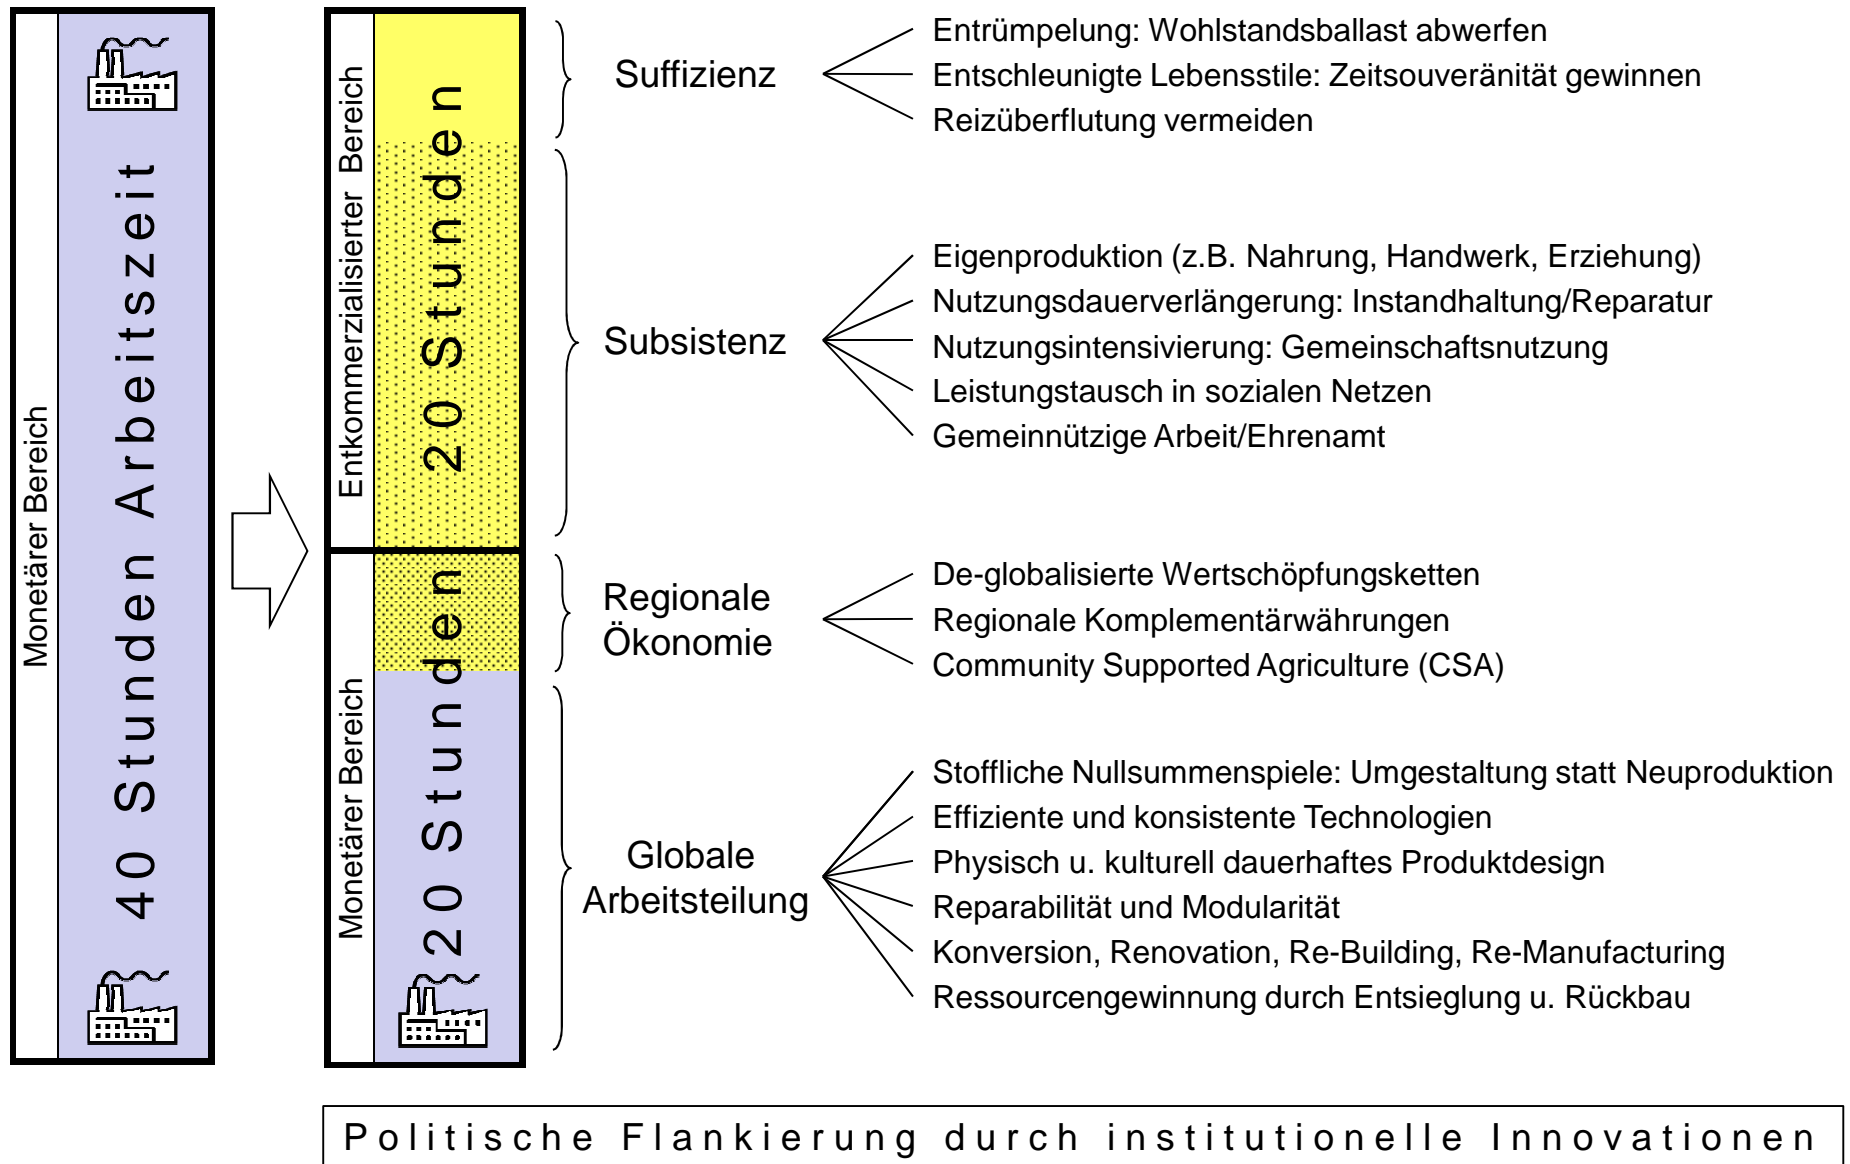 Monetärer Bereich
40 Stunden Arbeitszeit
Entkommerzialisierter Bereich
20 Stunden
Monetärer Bereich
20 Stunden
Suffizienz
Entrümpelung: Wohlstandsballast abwerfen
Entschleunigte Lebensstile: Zeitsouveränität gewinnen
Reizüberflutung vermeiden
Subsistenz
Eigenproduktion (z.B. Nahrung, Handwerk, Erziehung)
Nutzungsdauerverlängerung: Instandhaltung/Reparatur
Nutzungsintensivierung: Gemeinschaftsnutzung
Leistungstausch in sozialen Netzen
Gemeinnützige Arbeit/Ehrenamt
Regionale
Ökonomie
De-globalisierte Wertschöpfungsketten
Regionale Komplementärwährungen
Community Supported Agriculture (CSA)
Globale
Arbeitsteilung
Stoffliche Nullsummenspiele: Umgestaltung statt Neuproduktion
Effiziente und konsistente Technologien
Physisch u. kulturell dauerhaftes Produktdesign
Reparabilität und Modularität
Konversion, Renovation, Re-Building, Re-Manufacturing
Ressourcengewinnung durch Entsieglung u. Rückbau
Politische Flankierung durch institutionelle Innovationen